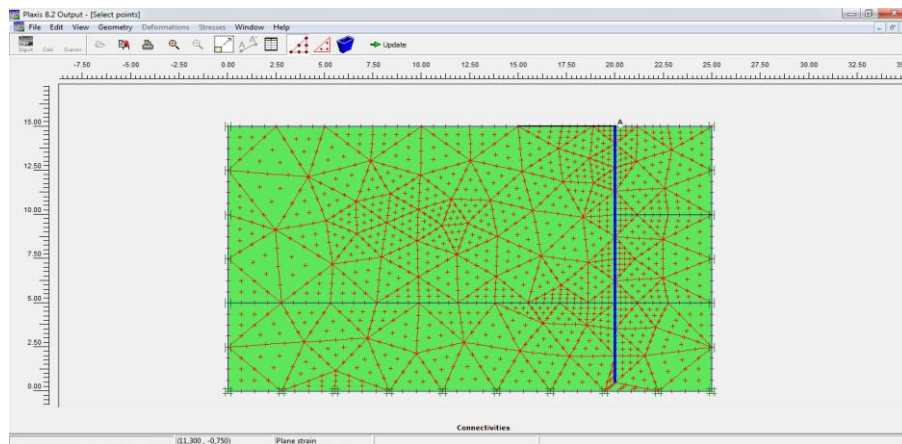 Plaxis 8.2 Output - [Select points]
File Edit View Geometry Deformations Stresses Window Help
Input Calc Curves Update
-7.50 -5.00 -2.50 0.00 2.50 5.00 7.50 10.00 12.50 15.00 17.50 20.00 22.50 25.00 27.50 30.00 32.50
15.00
12.50
10.00
7.50
5.00
2.50
0.00
A
Connectivities
(11,300 , -0,750) Plane strain